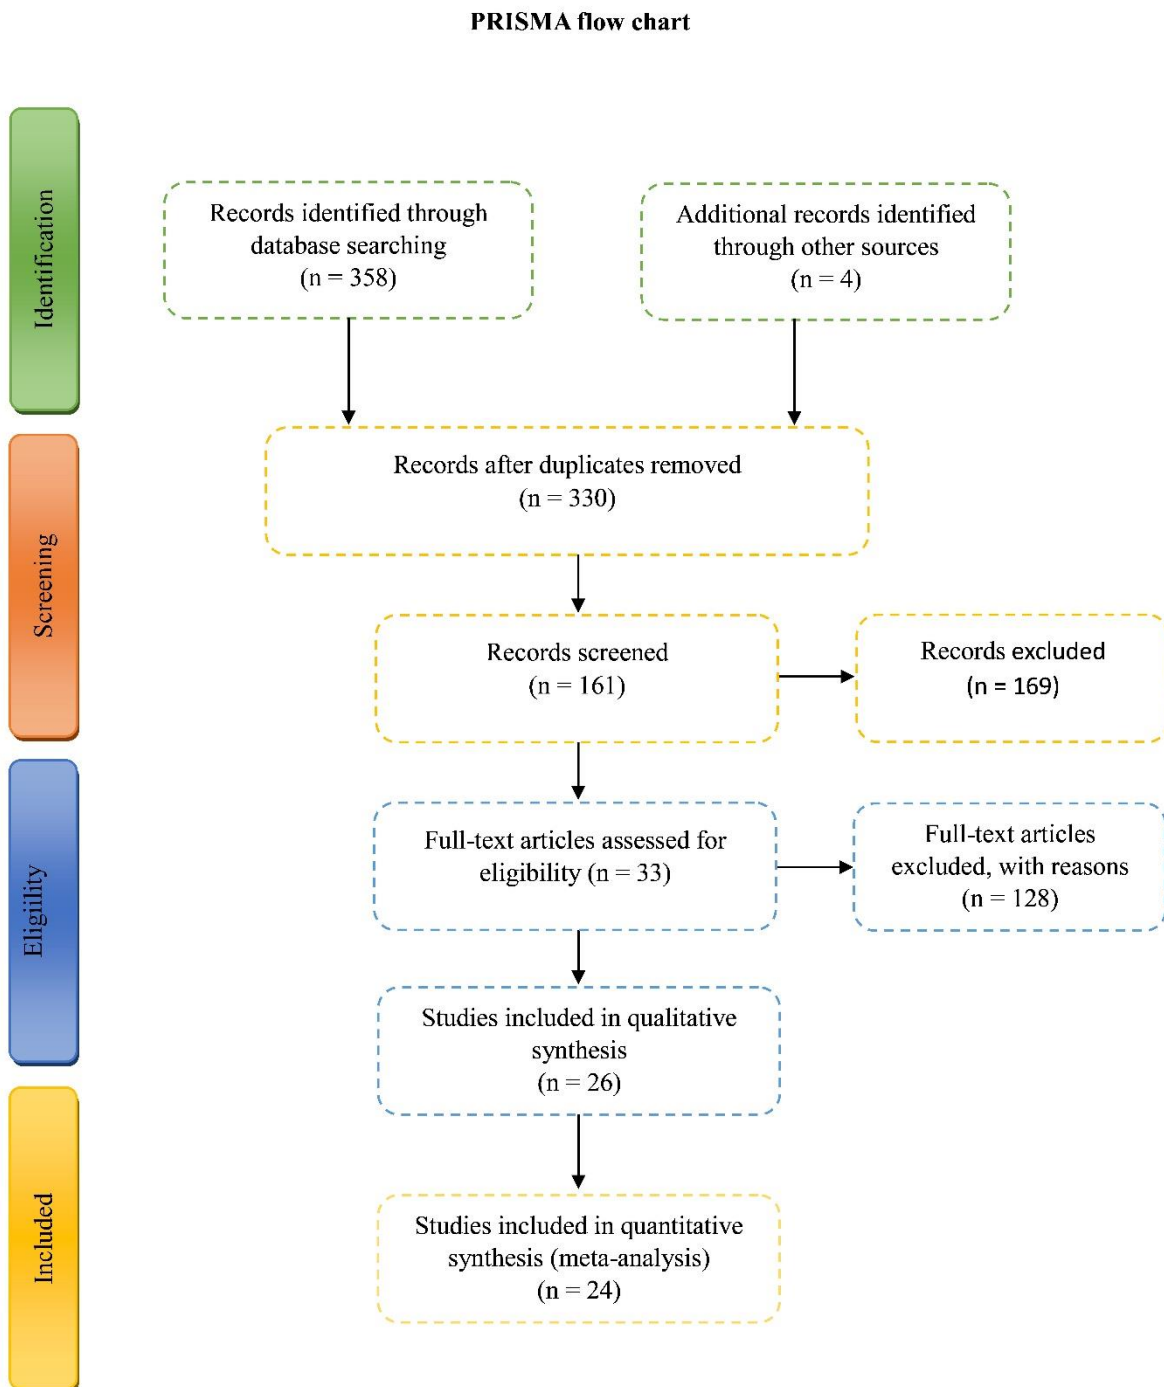 PRISMA flow chart
Identification
Records identified through
database searching
(n = 358)
Additional records identified
through other sources
(n = 4)
Screening
Records after duplicates removed
(n = 330)
Records screened
(n = 161)
Records excluded
(n = 169)
Eligiility
Full-text articles assessed for
eligibility (n = 33)
Full-text articles
excluded, with reasons
(n = 128)
Studies included in qualitative
synthesis
(n = 26)
Included
Studies included in quantitative
synthesis (meta-analysis)
(n = 24)